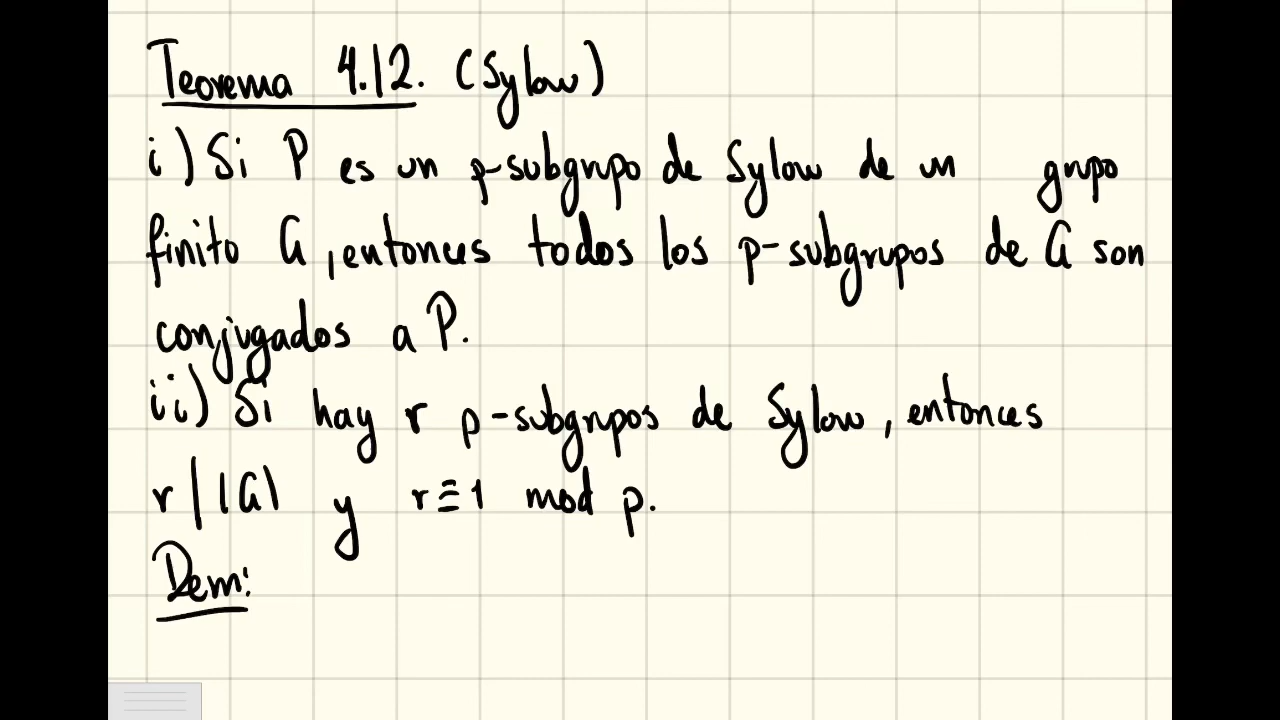 Teorema 4.12. (Sylow)
i) Si P es un p-subgrupo de Sylow de un grupo
finito G, entonces todos los p-subgrupos de G son
conjugados a P.
ii) Si hay r p-subgrupos de Sylow, entonces
r | |G| y r ≡ 1 mod p.
Dem: